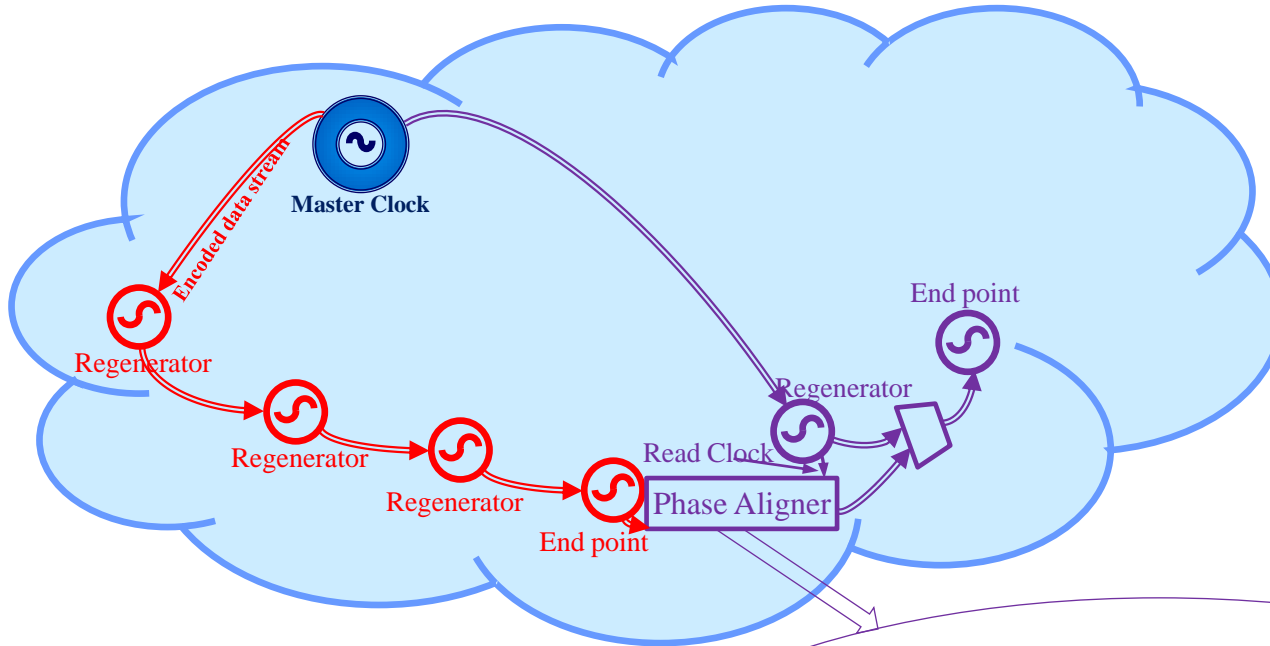 Encoded data stream
Master Clock
End point
Regenerator
Regenerator
Regenerator
Read Clock
Regenerator
Phase Aligner
End point